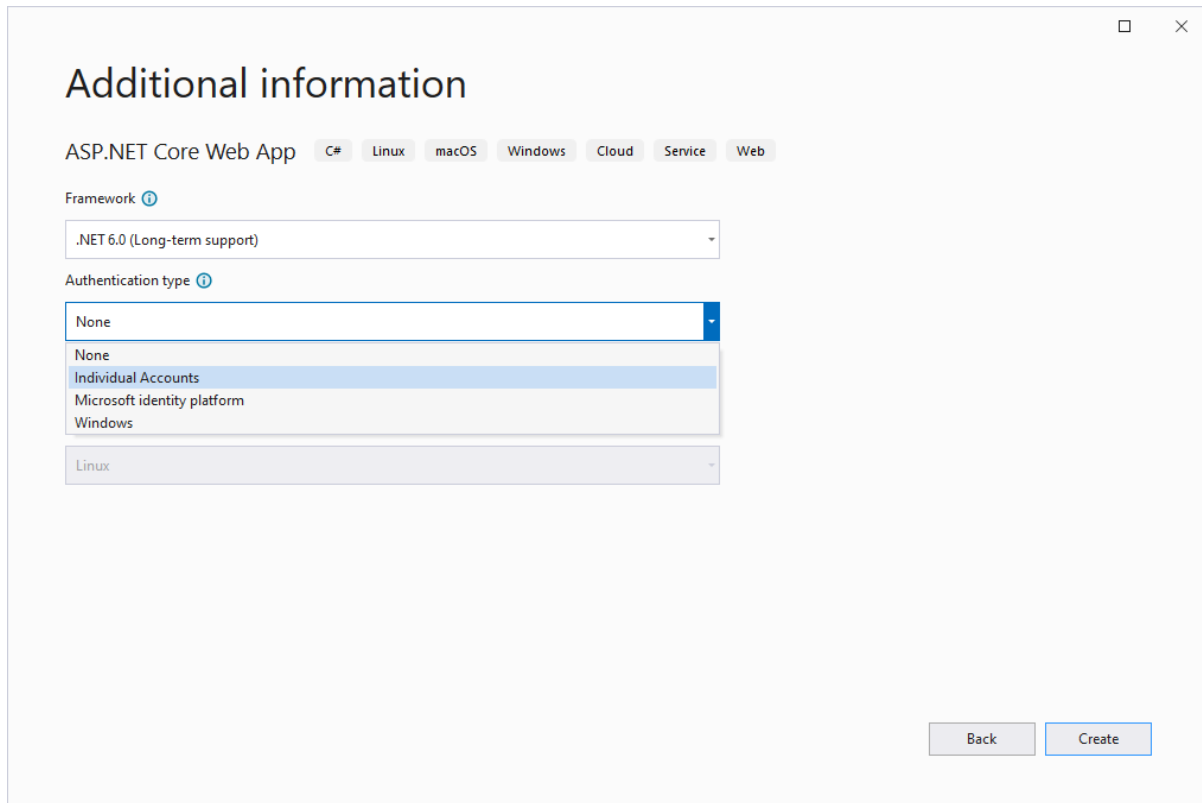 Additional information
ASP.NET Core Web App C# Linux macOS Windows Cloud Service Web
Framework
.NET 6.0 (Long-term support)
Authentication type
None
None
Individual Accounts
Microsoft identity platform
Windows
Linux
Back Create